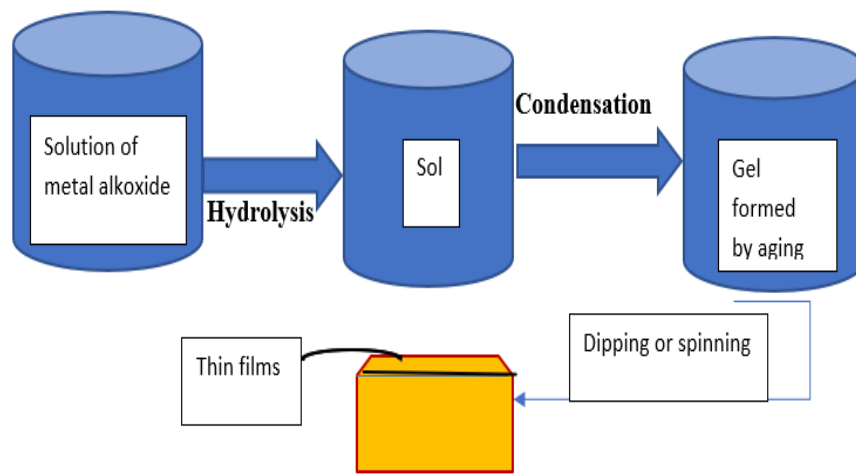 Solution of
metal alkoxide
Hydrolysis
Sol
Condensation
Gel
formed
by aging
Thin films
Dipping or spinning